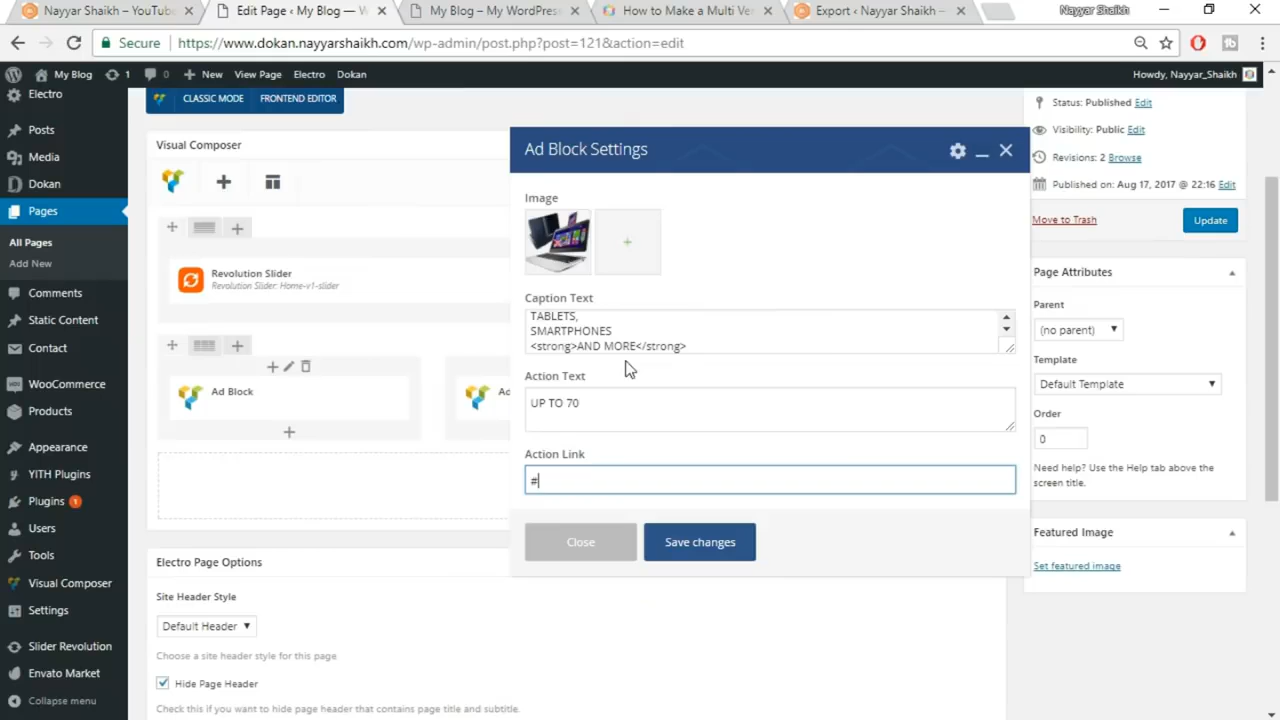 Nayyar Shaikh – YouTube
Edit Page ‹ My Blog — W
My Blog – My WordPress
How to Make a Multi Ve
Export ‹ Nayyar Shaikh –
Nayyar Shaikh
Secure
https://www.dokan.nayyarshaikh.com/wp-admin/post.php?post=121&action=edit
My Blog
1
0
New
View Page
Electro
Dokan
Howdy, Nayyar_Shaikh
Electro
Posts
Media
Dokan
Pages
All Pages
Add New
Comments
Static Content
Contact
WooCommerce
Products
Appearance
YITH Plugins
Plugins 1
Users
Tools
Visual Composer
Settings
Slider Revolution
Envato Market
Collapse menu
CLASSIC MODE
FRONTEND EDITOR
Visual Composer
Revolution Slider
Revolution Slider: Home-v1-slider
Ad Block
Ad
Ad Block Settings
Image
Caption Text
TABLETS,
SMARTPHONES
<strong>AND MORE</strong>
Action Text
UP TO 70
Action Link
#
Close
Save changes
Electro Page Options
Site Header Style
Default Header
Choose a site header style for this page
Hide Page Header
Check this if you want to hide page header that contains page title and subtitle.
Status: Published Edit
Visibility: Public Edit
Revisions: 2 Browse
Published on: Aug 17, 2017 @ 22:16 Edit
Move to Trash
Update
Page Attributes
Parent
(no parent)
Template
Default Template
Order
0
Need help? Use the Help tab above the
screen title.
Featured Image
Set featured image